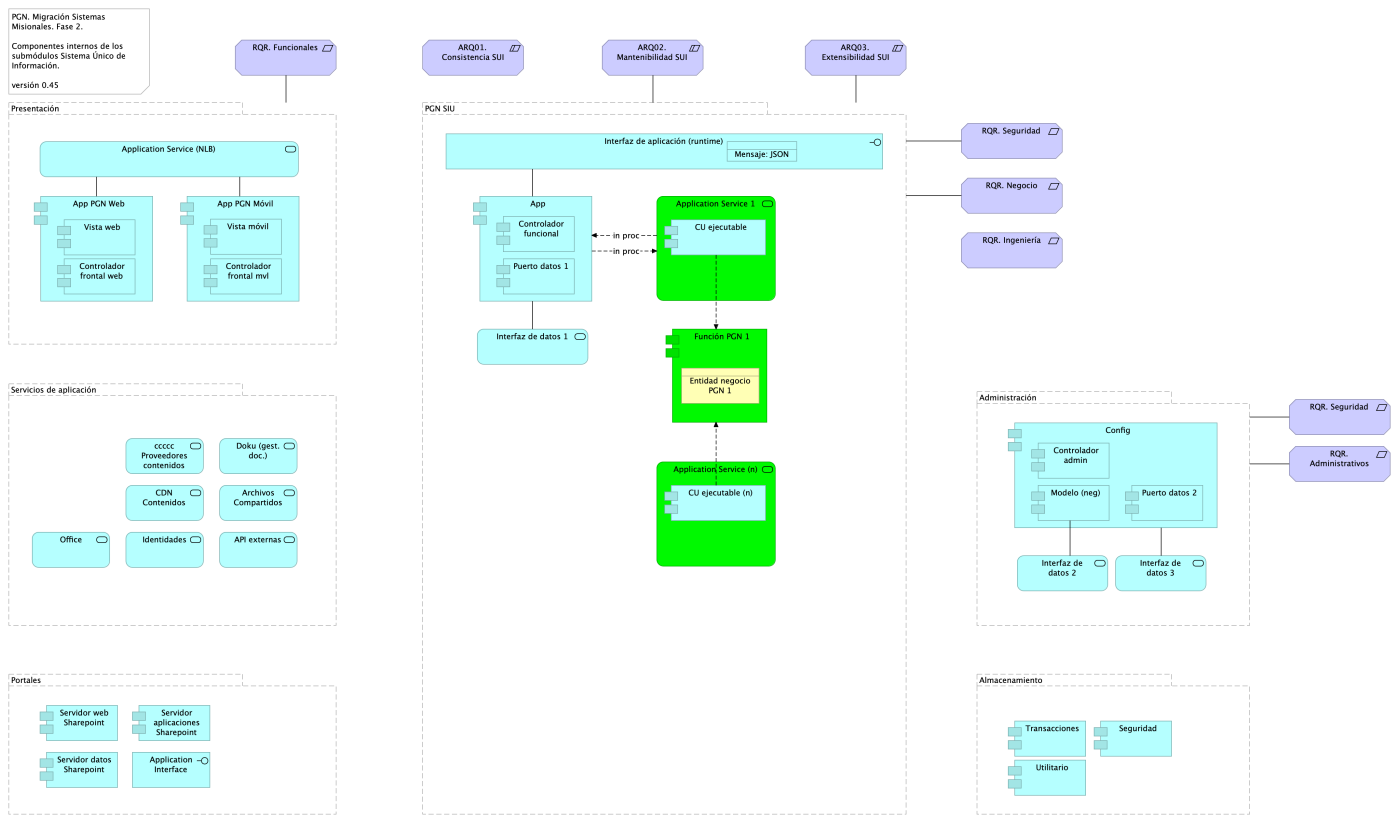 PGN. Migración Sistemas
Misionales. Fase 2.
Componentes internos de los
submódulos Sistema Único de
Información.
versión 0.45
RQR. Funcionales
ARQ01.
Consistencia SUI
ARQ02.
Mantenibilidad SUI
ARQ03.
Extensibilidad SUI
Presentación
Application Service (NLB)
App PGN Web
Vista web
Controlador
frontal web
App PGN Móvil
Vista móvil
Controlador
frontal mvl
PGN SIU
Interfaz de aplicación (runtime)
Mensaje: JSON
App
Controlador
funcional
Puerto datos 1
in proc
in proc
Application Service 1
CU ejecutable
Interfaz de datos 1
Función PGN 1
Entidad negocio
PGN 1
Application Service (n)
CU ejecutable (n)
RQR. Seguridad
RQR. Negocio
RQR. Ingeniería
Servicios de aplicación
ccccc
Proveedores
contenidos
Doku (gest.
doc.)
CDN
Contenidos
Archivos
Compartidos
Office
Identidades
API externas
Administración
Config
Controlador
admin
Modelo (neg)
Puerto datos 2
Interfaz de
datos 2
Interfaz de
datos 3
RQR. Seguridad
RQR.
Administrativos
Portales
Servidor web
Sharepoint
Servidor
aplicaciones
Sharepoint
Servidor datos
Sharepoint
Application
Interface
Almacenamiento
Transacciones
Seguridad
Utilitario